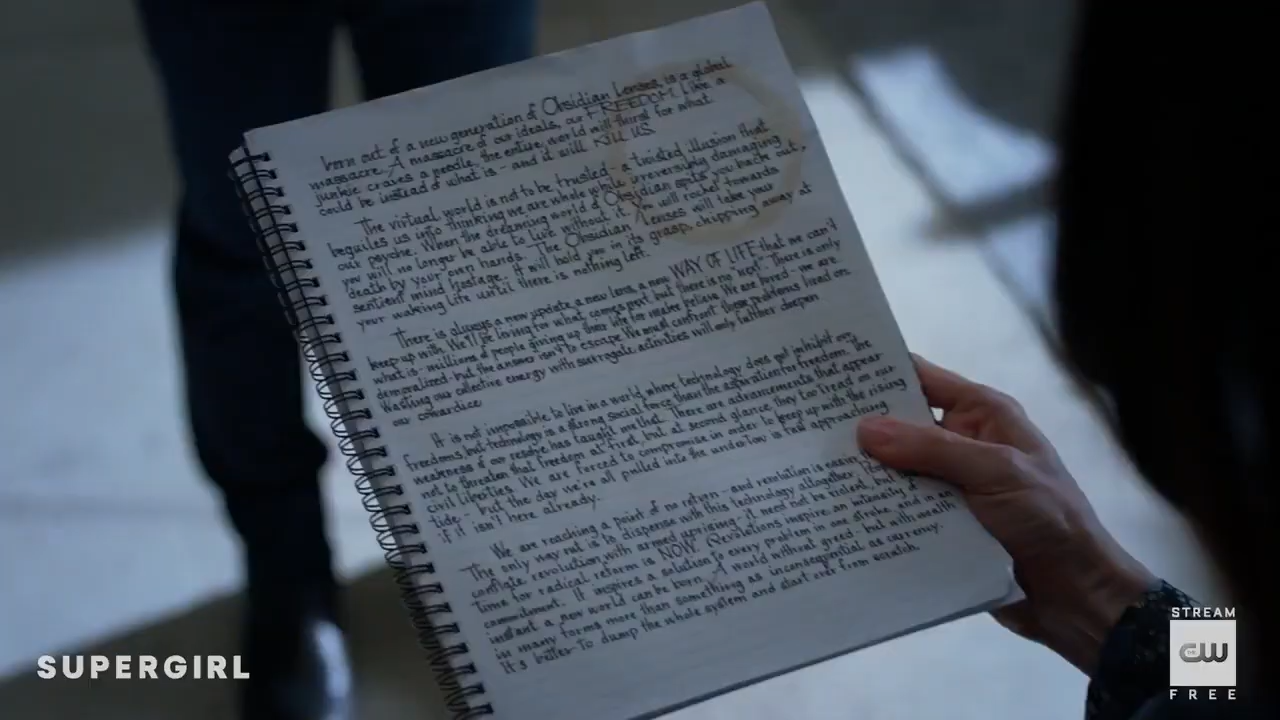 born out of a new generation of Obsidian Lenses is a global
massacre. A massacre of our ideals, our FREEDOM. Like a
junkie craves a needle, the entire world will thirst for what
could be instead of what is - and it will KILL US.
The virtual world is not to be trusted, a twisted illusion that
beguiles us into thinking we are whole while irreversibly damaging
our psyche. When the dreaming world of Obsidian spits you back out,
you will no longer be able to live without it. You will rocket towards
death by your own hands. The Obsidian Lenses will take your
sentient mind hostage. It will hold you in its grasp, chipping away at
your waking life until there is nothing left.
There is always a new update a new lens, a new WAY OF LIFE that we can't
keep up with. We'll be living for what comes next but there is no "next". There is only
what is - millions of people giving up their life for make believe. We are bored - we are
demoralized - but the answer isn't to escape. We must confront these problems head on.
Wasting our collective energy with surrogate activities will only further deepen
our cowardice.
It is not impossible to live in a world where technology does not inhibit our
freedoms, but technology is a strong social force than the aspiration for freedom. The
weakness of our resolve has taught me that. There are advancements that appear
not to threaten that freedom at first, but at second glance they too tread on our
civil liberties. We are forced to compromise in order to keep up with the rising
tide - but the day we're all pulled into the undertow is fast approaching
if it isn't here already.
We are reaching a point of no return - and revolution is easier
The only way out is to dispense with this technology altogether.
conflate revolution with armed uprising - it need not be violent, but
Time for radical reform is NOW. Revolutions inspire an intensity
commitment. It inspires a solution to every problem in one stroke, and in an
instant a new world can be born. A world without greed - but with wealth
in many forms more than something as inconsequential as currency.
It's better to dump the whole system and start over from scratch.
SUPERGIRL
STREAM
THE CW
FREE